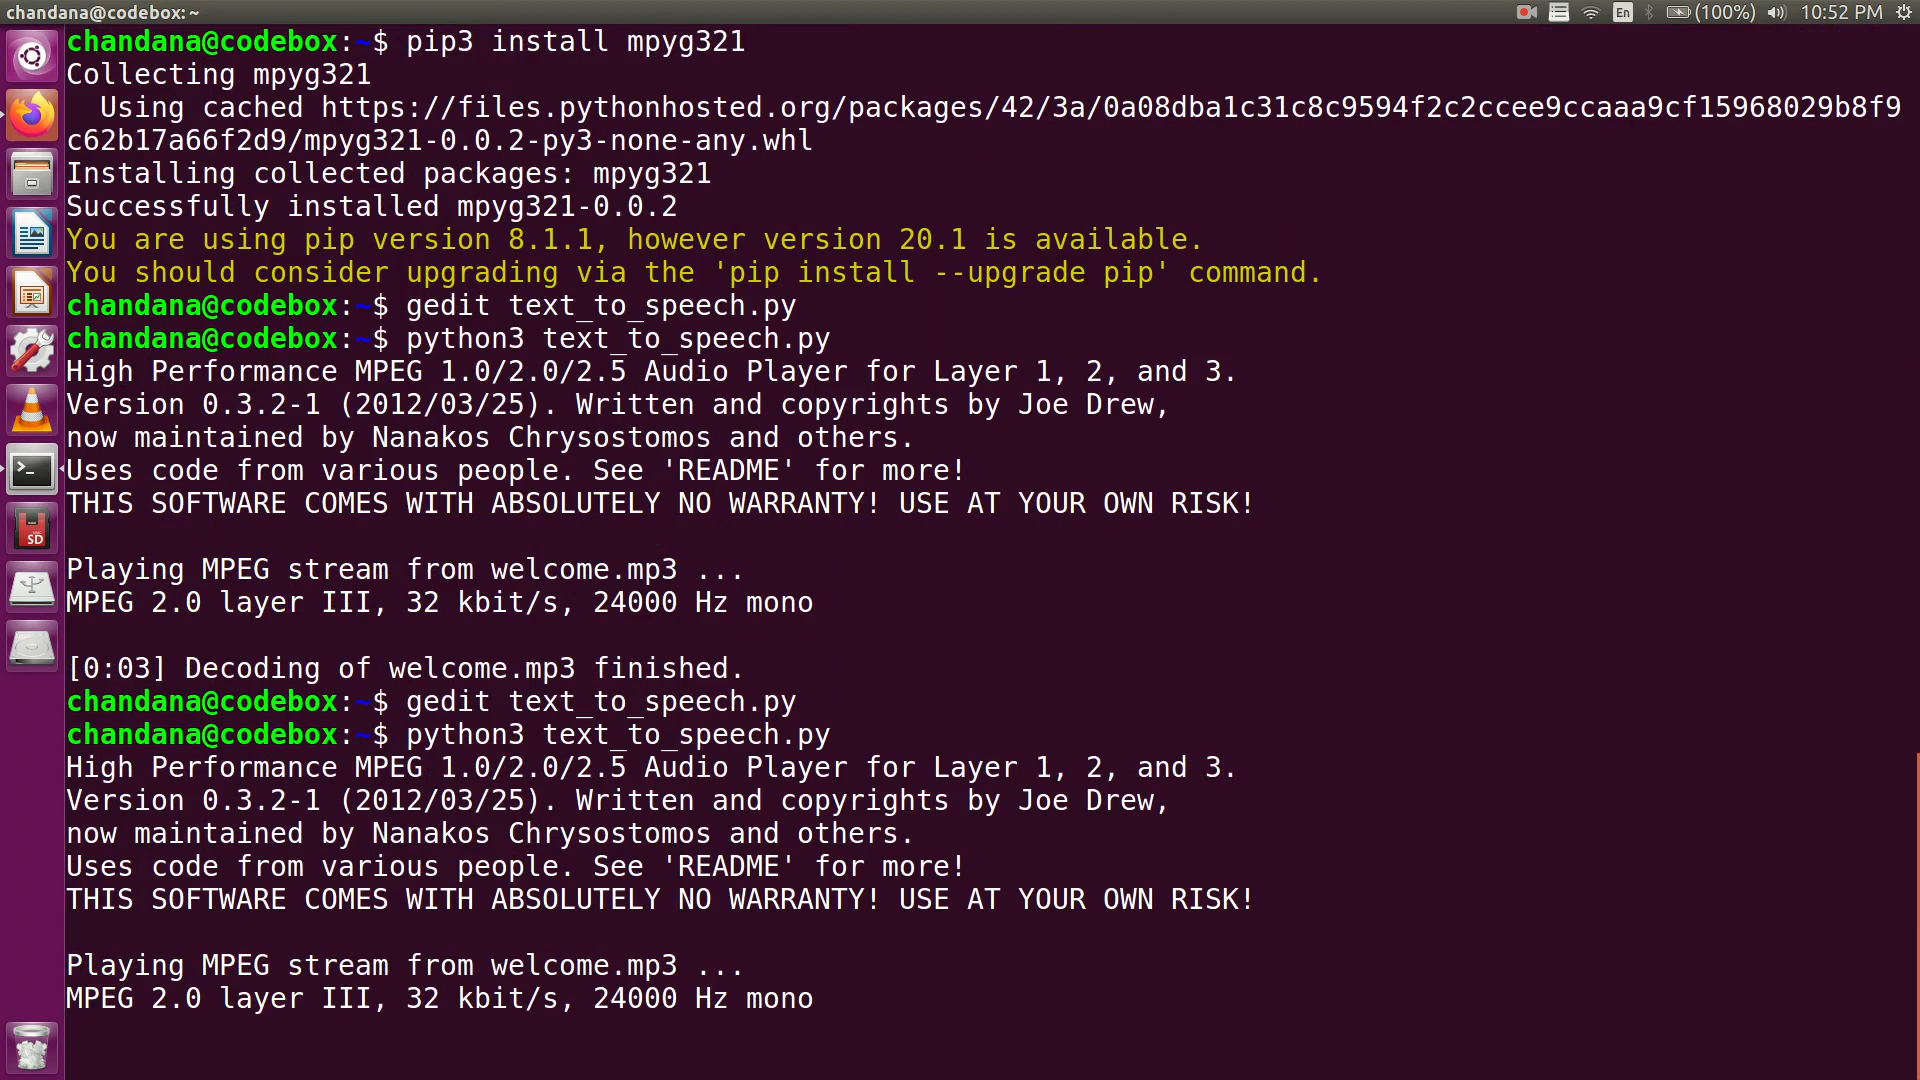 chandana@codebox: ~
En
(100%)
10:52 PM
chandana@codebox:~$ pip3 install mpyg321
Collecting mpyg321
  Using cached https://files.pythonhosted.org/packages/42/3a/0a08dba1c31c8c9594f2c2ccee9ccaaa9cf15968029b8f9
c62b17a66f2d9/mpyg321-0.0.2-py3-none-any.whl
Installing collected packages: mpyg321
Successfully installed mpyg321-0.0.2
You are using pip version 8.1.1, however version 20.1 is available.
You should consider upgrading via the 'pip install --upgrade pip' command.
chandana@codebox:~$ gedit text_to_speech.py
chandana@codebox:~$ python3 text_to_speech.py
High Performance MPEG 1.0/2.0/2.5 Audio Player for Layer 1, 2, and 3.
Version 0.3.2-1 (2012/03/25). Written and copyrights by Joe Drew,
now maintained by Nanakos Chrysostomos and others.
Uses code from various people. See 'README' for more!
THIS SOFTWARE COMES WITH ABSOLUTELY NO WARRANTY! USE AT YOUR OWN RISK!
Playing MPEG stream from welcome.mp3 ...
MPEG 2.0 layer III, 32 kbit/s, 24000 Hz mono
[0:03] Decoding of welcome.mp3 finished.
chandana@codebox:~$ gedit text_to_speech.py
chandana@codebox:~$ python3 text_to_speech.py
High Performance MPEG 1.0/2.0/2.5 Audio Player for Layer 1, 2, and 3.
Version 0.3.2-1 (2012/03/25). Written and copyrights by Joe Drew,
now maintained by Nanakos Chrysostomos and others.
Uses code from various people. See 'README' for more!
THIS SOFTWARE COMES WITH ABSOLUTELY NO WARRANTY! USE AT YOUR OWN RISK!
Playing MPEG stream from welcome.mp3 ...
MPEG 2.0 layer III, 32 kbit/s, 24000 Hz mono
SD